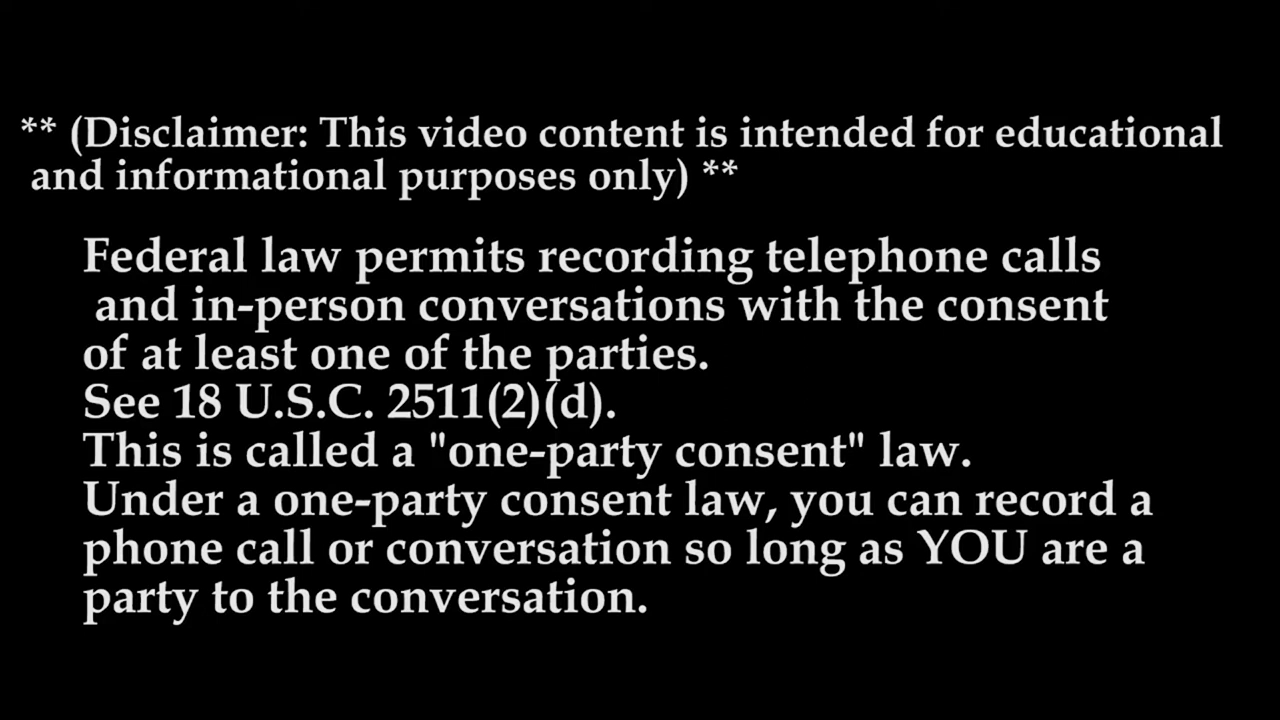 ** (Disclaimer: This video content is intended for educational
and informational purposes only) **
Federal law permits recording telephone calls
and in-person conversations with the consent
of at least one of the parties.
See 18 U.S.C. 2511(2)(d).
This is called a "one-party consent" law.
Under a one-party consent law, you can record a
phone call or conversation so long as YOU are a
party to the conversation.